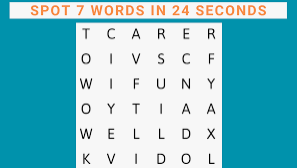 SPOT 7 WORDS IN 24 SECONDS
T C A R E R
O I V S C F
W I F U N Y
O Y T I A A
W E L L D X
K V I D O L